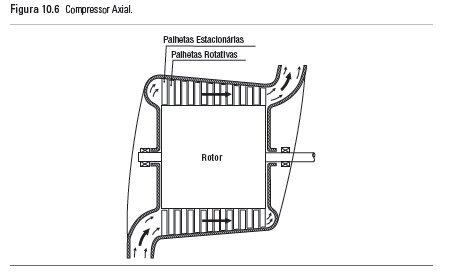 Figura 10.6 Compressor Axial.
Palhetas Estacionárias
Palhetas Rotativas
Rotor